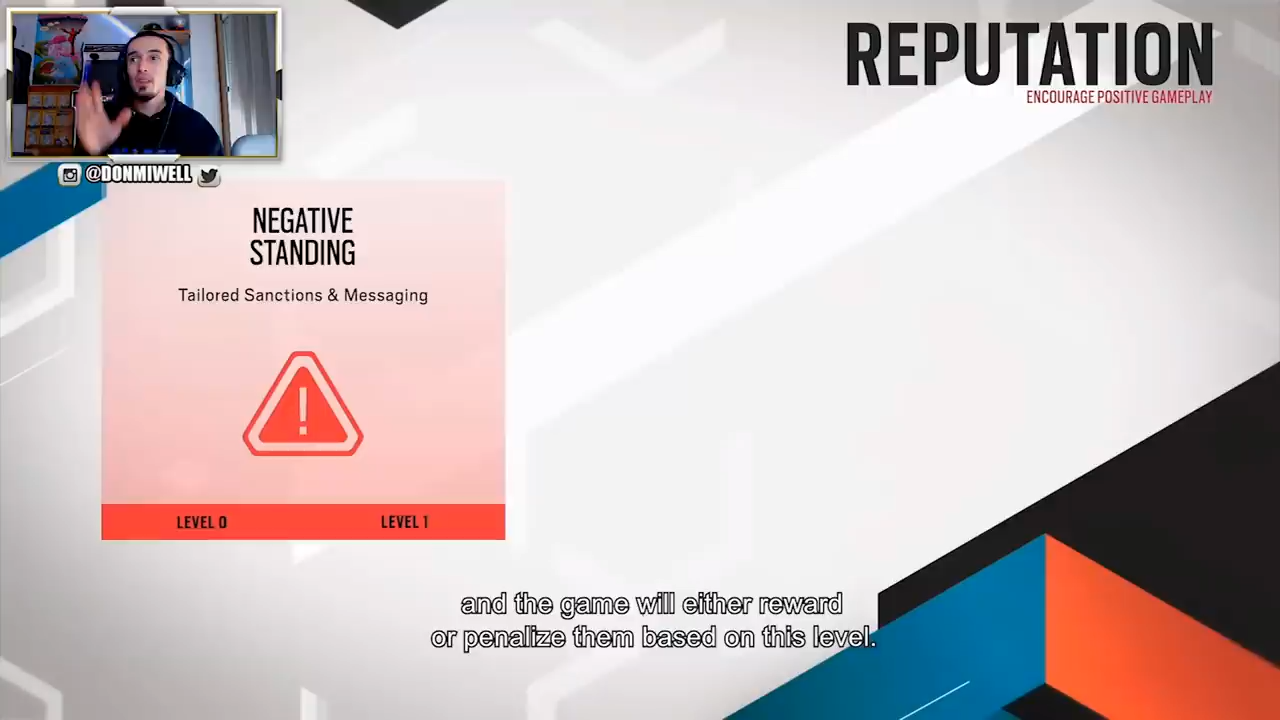 REPUTATION
ENCOURAGE POSITIVE GAMEPLAY
@DONMIWELL
NEGATIVE
STANDING
Tailored Sanctions & Messaging
!
LEVEL 0 LEVEL 1
and the game will either reward
or penalize them based on this level.